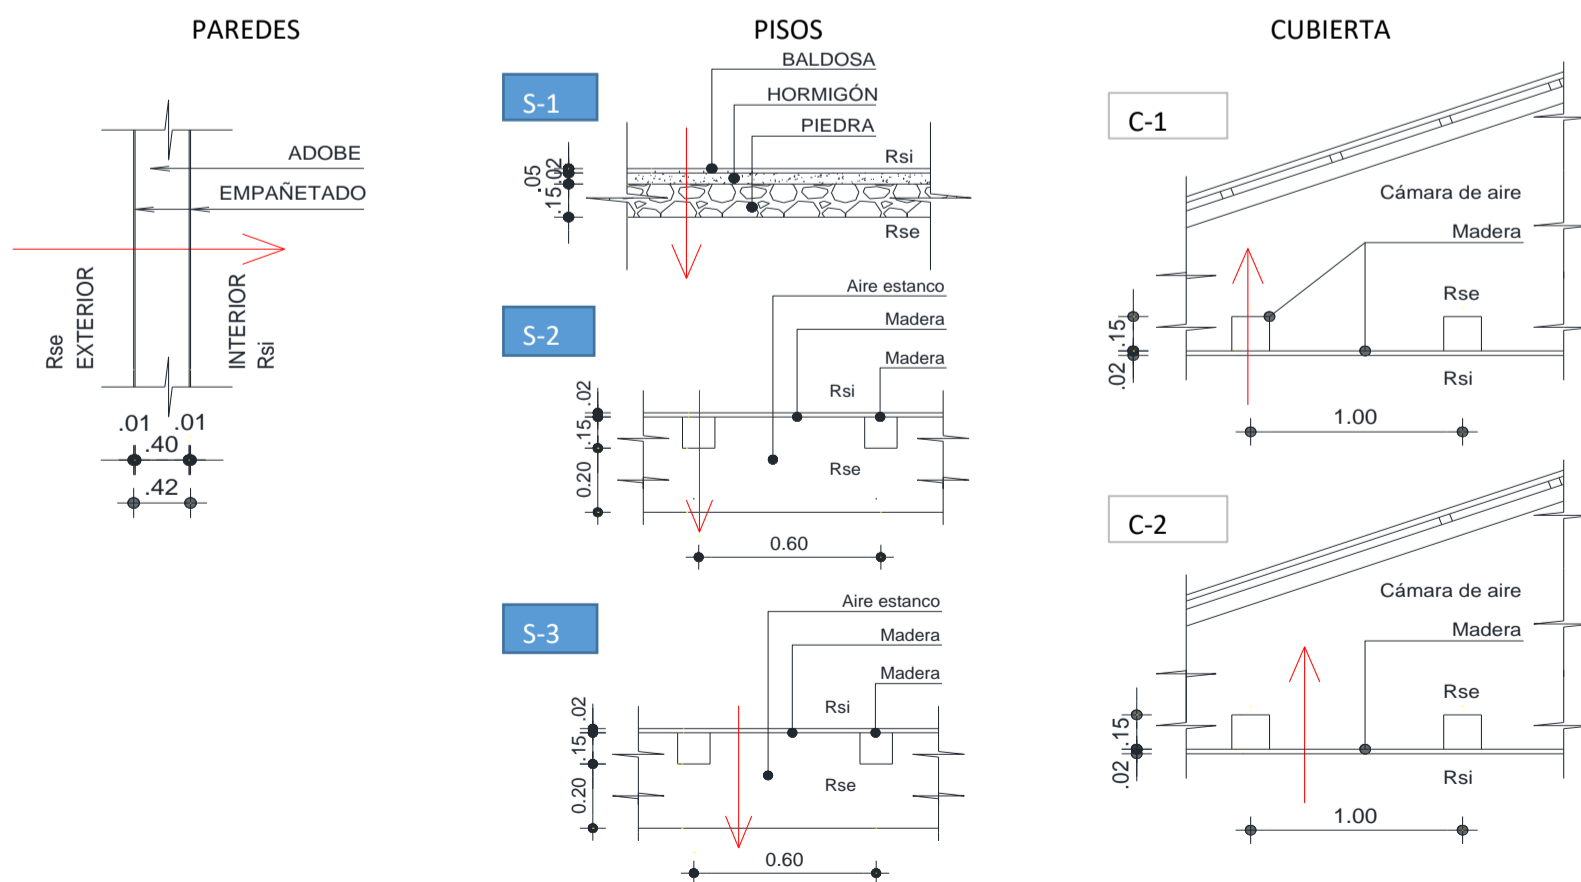 PAREDES
ADOBE
EMPAÑETADO
Rse
EXTERIOR
INTERIOR
Rsi
.01
.01
.40
.42
PISOS
S-1
BALDOSA
HORMIGÓN
PIEDRA
Rsi
Rse
.02
.05
.15
S-2
Aire estanco
Madera
Madera
Rsi
Rse
.02
.15
0.20
0.60
S-3
Aire estanco
Madera
Madera
Rsi
Rse
.02
.15
0.20
0.60
CUBIERTA
C-1
Cámara de aire
Madera
Rse
Rsi
.15
.02
1.00
C-2
Cámara de aire
Madera
Rse
Rsi
.15
.02
1.00